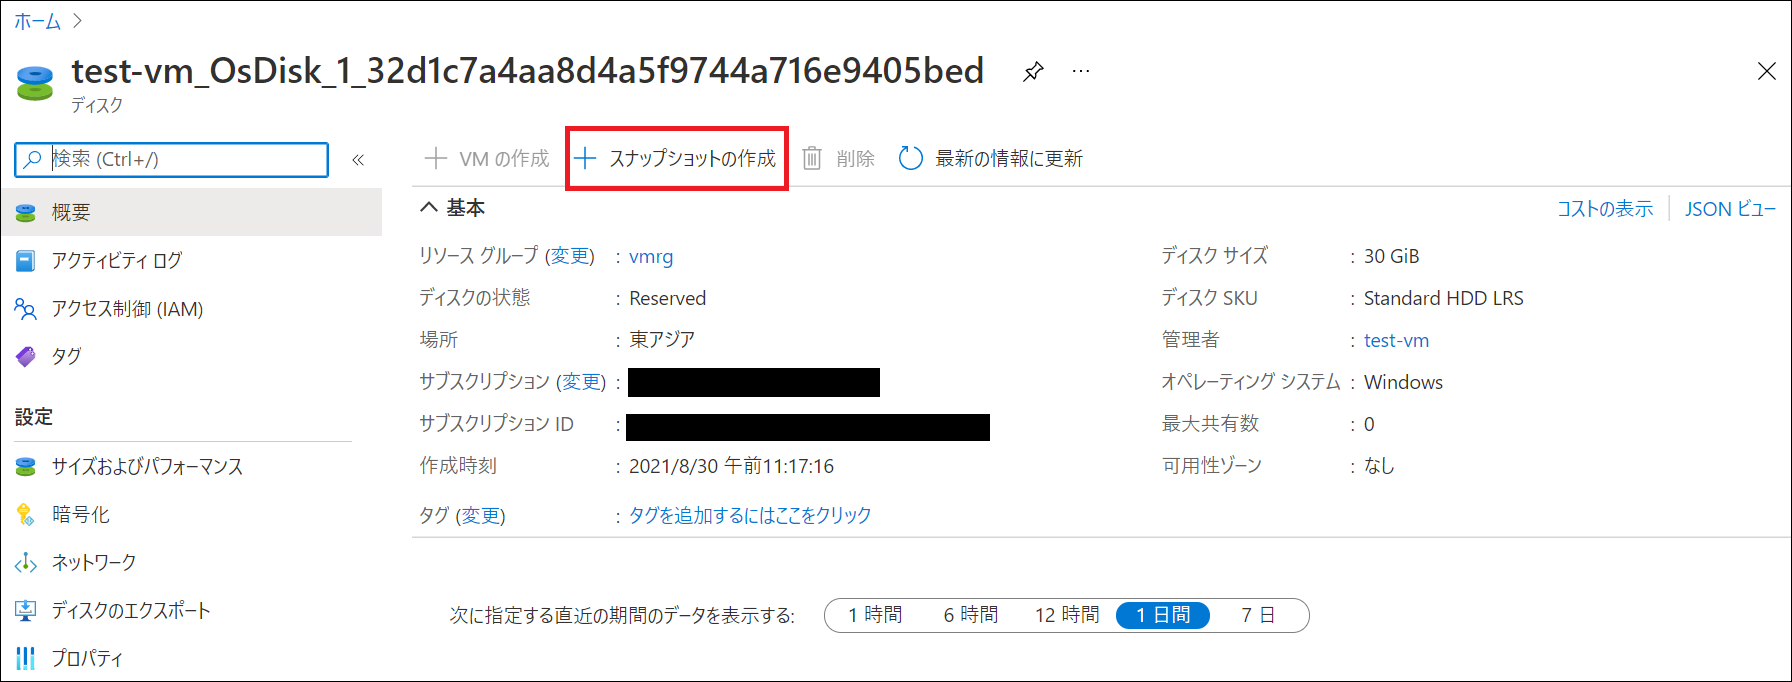 ホーム >
test-vm_OsDisk_1_32d1c7a4aa8d4a5f9744a716e9405bed
ディスク
検索 (Ctrl+/)
«
概要
アクティビティ ログ
アクセス制御 (IAM)
タグ
設定
サイズおよびパフォーマンス
暗号化
ネットワーク
ディスクのエクスポート
プロパティ
VM の作成
スナップショットの作成
削除
最新の情報に更新
基本
コストの表示
JSON ビュー
リソース グループ (変更) : vmrg
ディスクの状態 : Reserved
場所 : 東アジア
サブスクリプション (変更) :
サブスクリプション ID :
作成時刻 : 2021/8/30 午前11:17:16
タグ (変更) : タグを追加するにはここをクリック
ディスク サイズ : 30 GiB
ディスク SKU : Standard HDD LRS
管理者 : test-vm
オペレーティング システム : Windows
最大共有数 : 0
可用性ゾーン : なし
次に指定する直近の期間のデータを表示する: 1 時間 6 時間 12 時間 1 日間 7 日